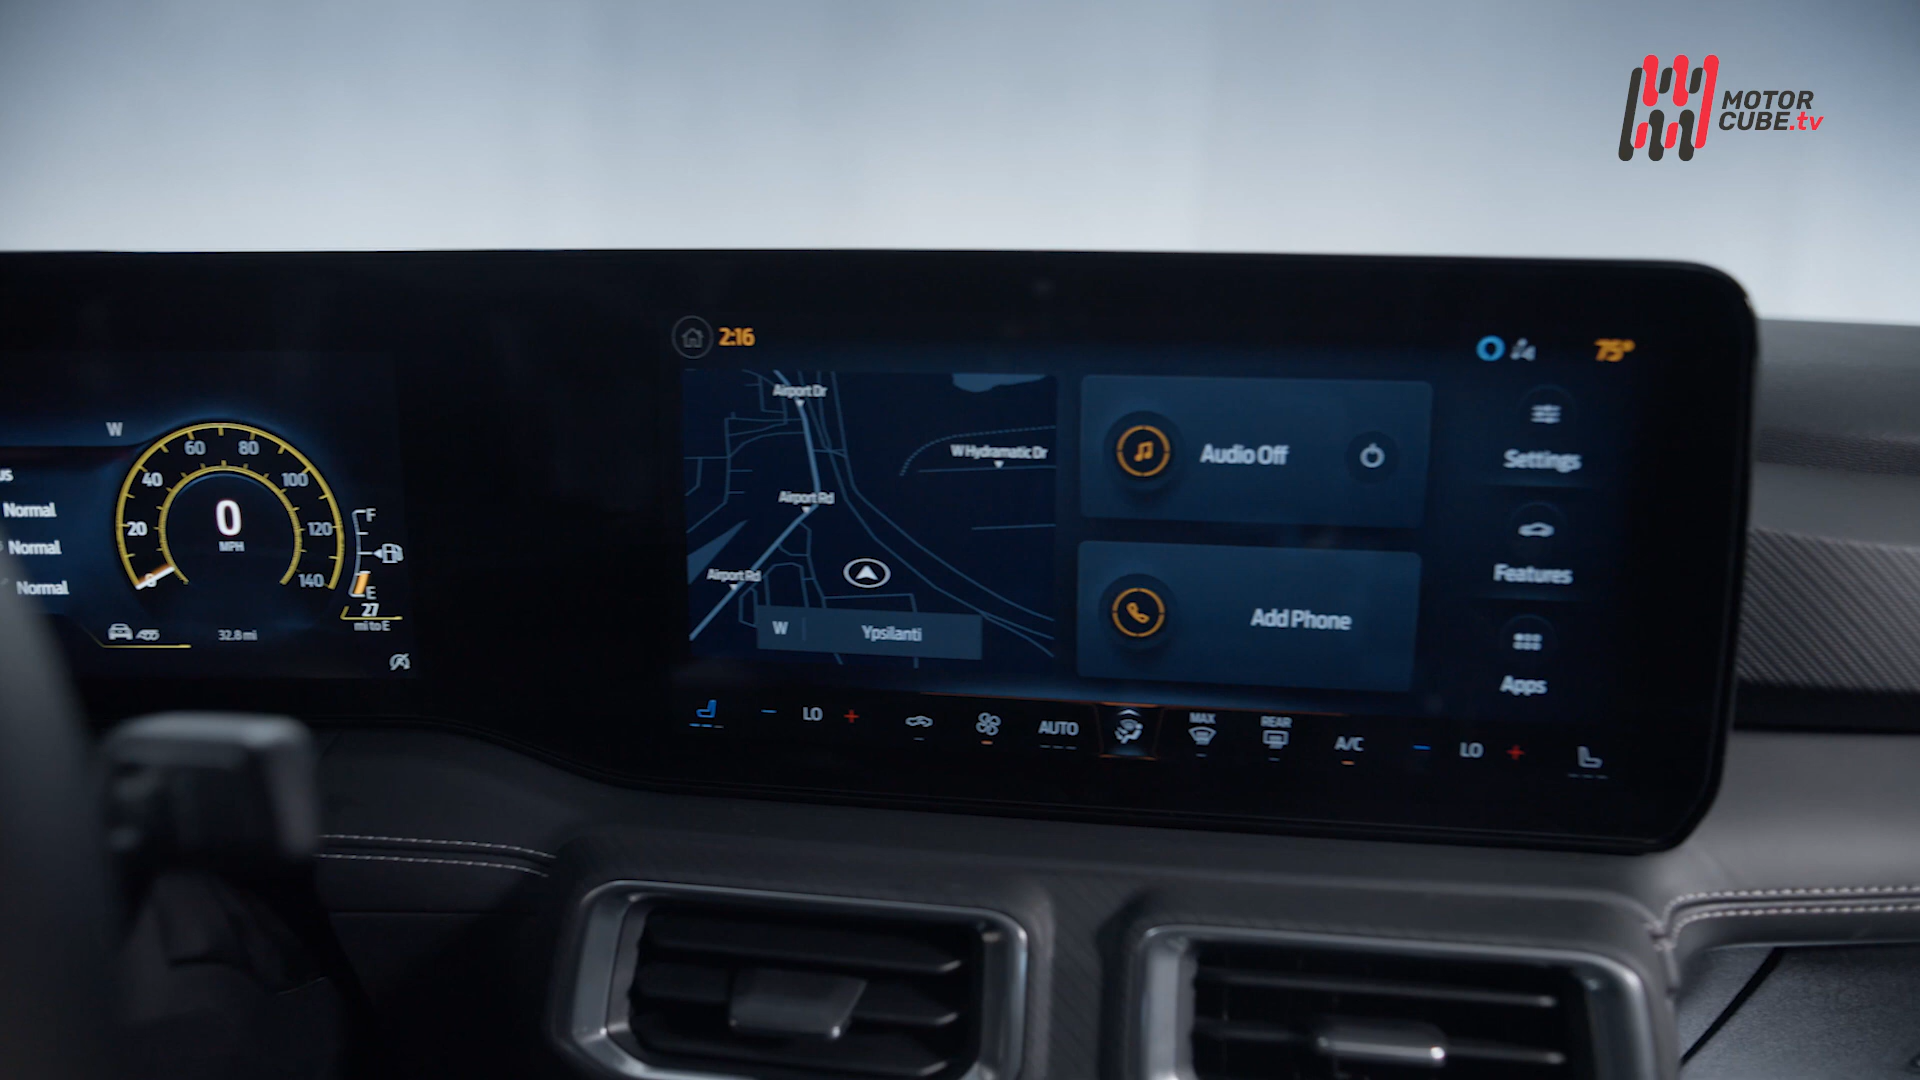 MOTOR
CUBE.tv
2:16
75°
Airport Dr
W Hydramatic Dr
Airport Rd
Airport Rd
W
Ypsilanti
Audio Off
Add Phone
Settings
Features
Apps
LO
AUTO
MAX
REAR
A/C
LO
W
us
Normal
Normal
Normal
0
20
40
60
80
100
120
140
0
MPH
F
E
27
mi to E
32.8 mi